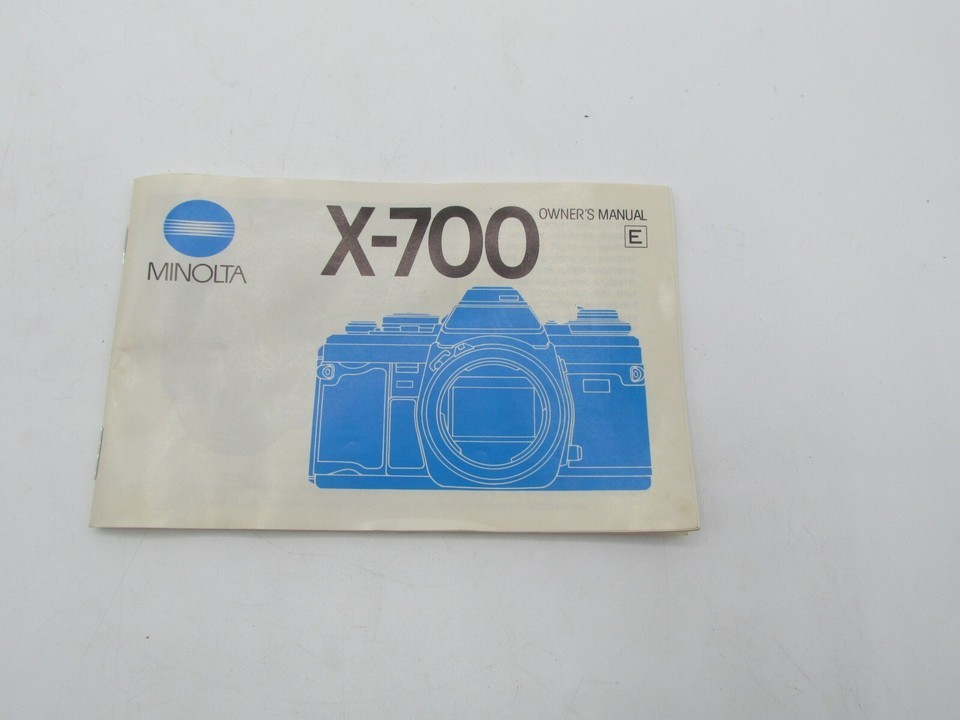 MINOLTA
X-700
OWNER'S MANUAL
E